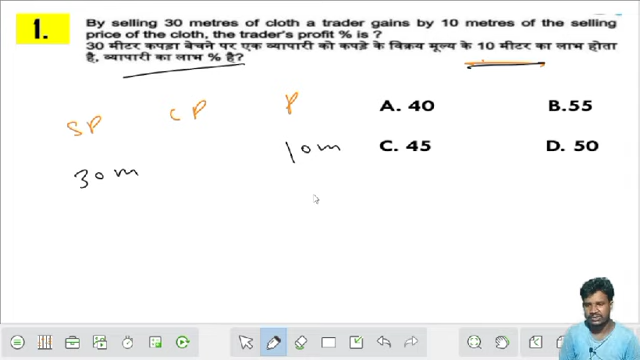 1.
By selling 30 metres of cloth a trader gains by 10 metres of the selling
price of the cloth, the trader's profit % is ?
30 मीटर कपड़ा बेचने पर एक व्यापारी को कपड़े के विक्रय मूल्य के 10 मीटर का लाभ होता
है, व्यापारी का लाभ % है?
SP CP P
A. 40 B.55
30 m 10 m
C. 45 D. 50